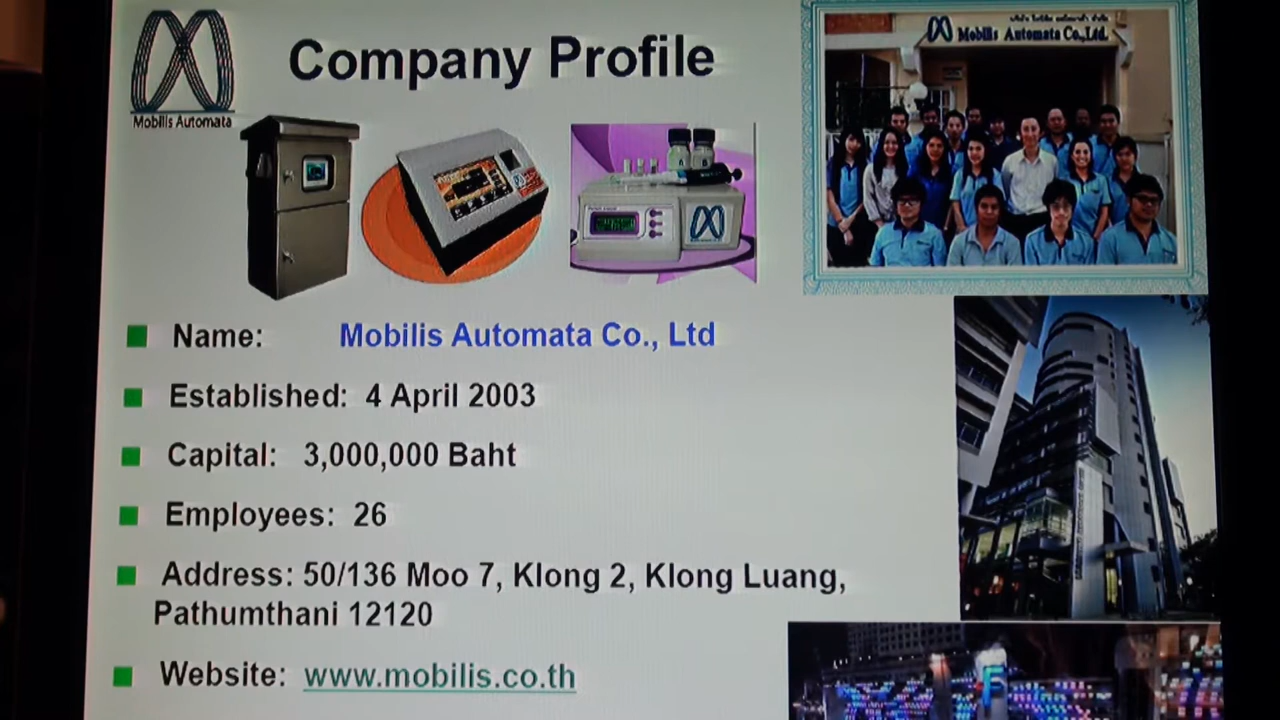 Mobilis Automata
Company Profile
Mobilis Automata Co.,Ltd.
Name: Mobilis Automata Co., Ltd
Established: 4 April 2003
Capital: 3,000,000 Baht
Employees: 26
Address: 50/136 Moo 7, Klong 2, Klong Luang,
Pathumthani 12120
Website: www.mobilis.co.th